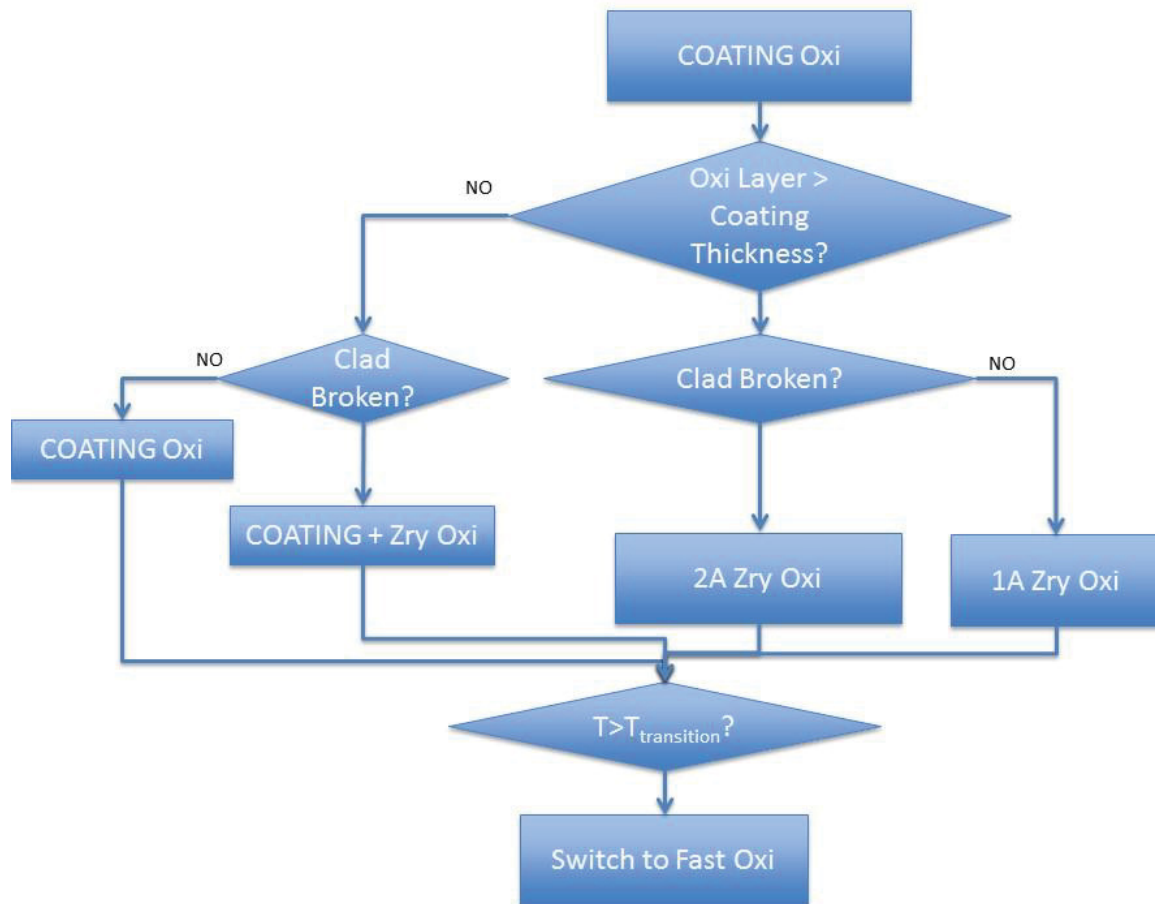 COATING Oxi
Oxi Layer >
Coating
Thickness?
NO
Clad
Broken?
NO
Clad Broken?
NO
COATING Oxi
COATING + Zry Oxi
2A Zry Oxi
1A Zry Oxi
T>Ttransition?
Switch to Fast Oxi